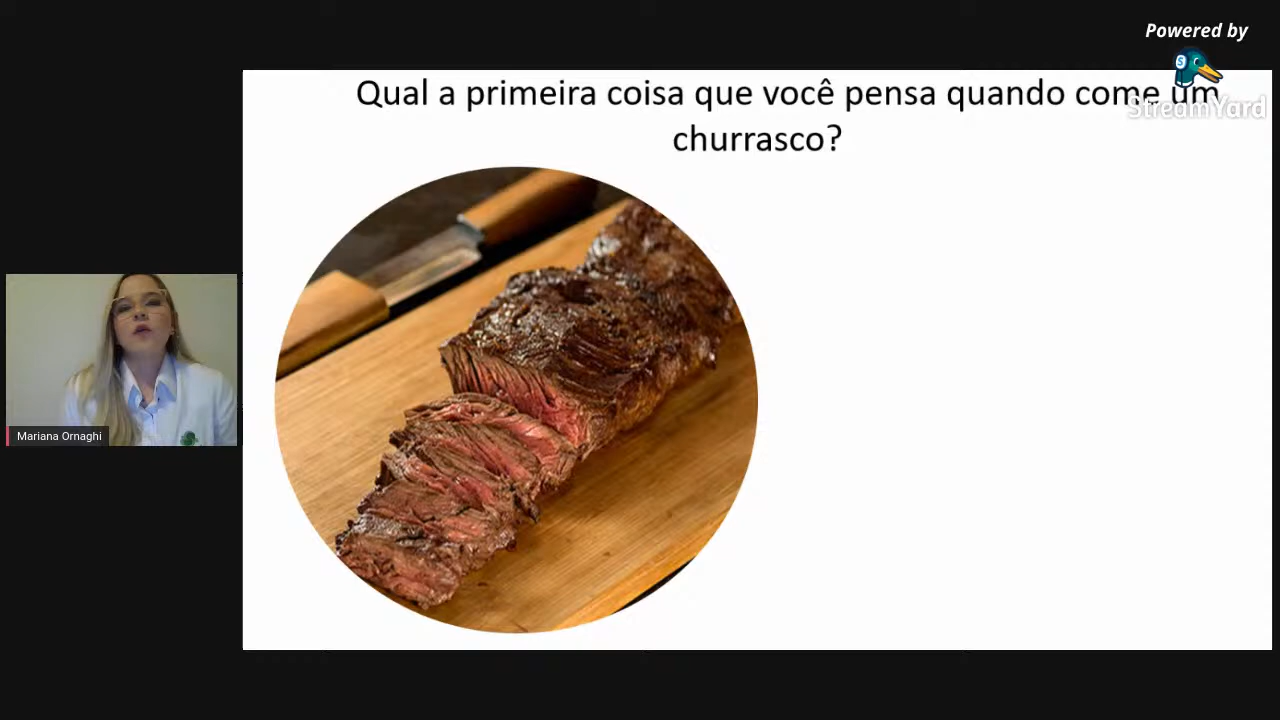 Powered by
StreamYard
Qual a primeira coisa que você pensa quando come um
churrasco?
Mariana Ornaghi